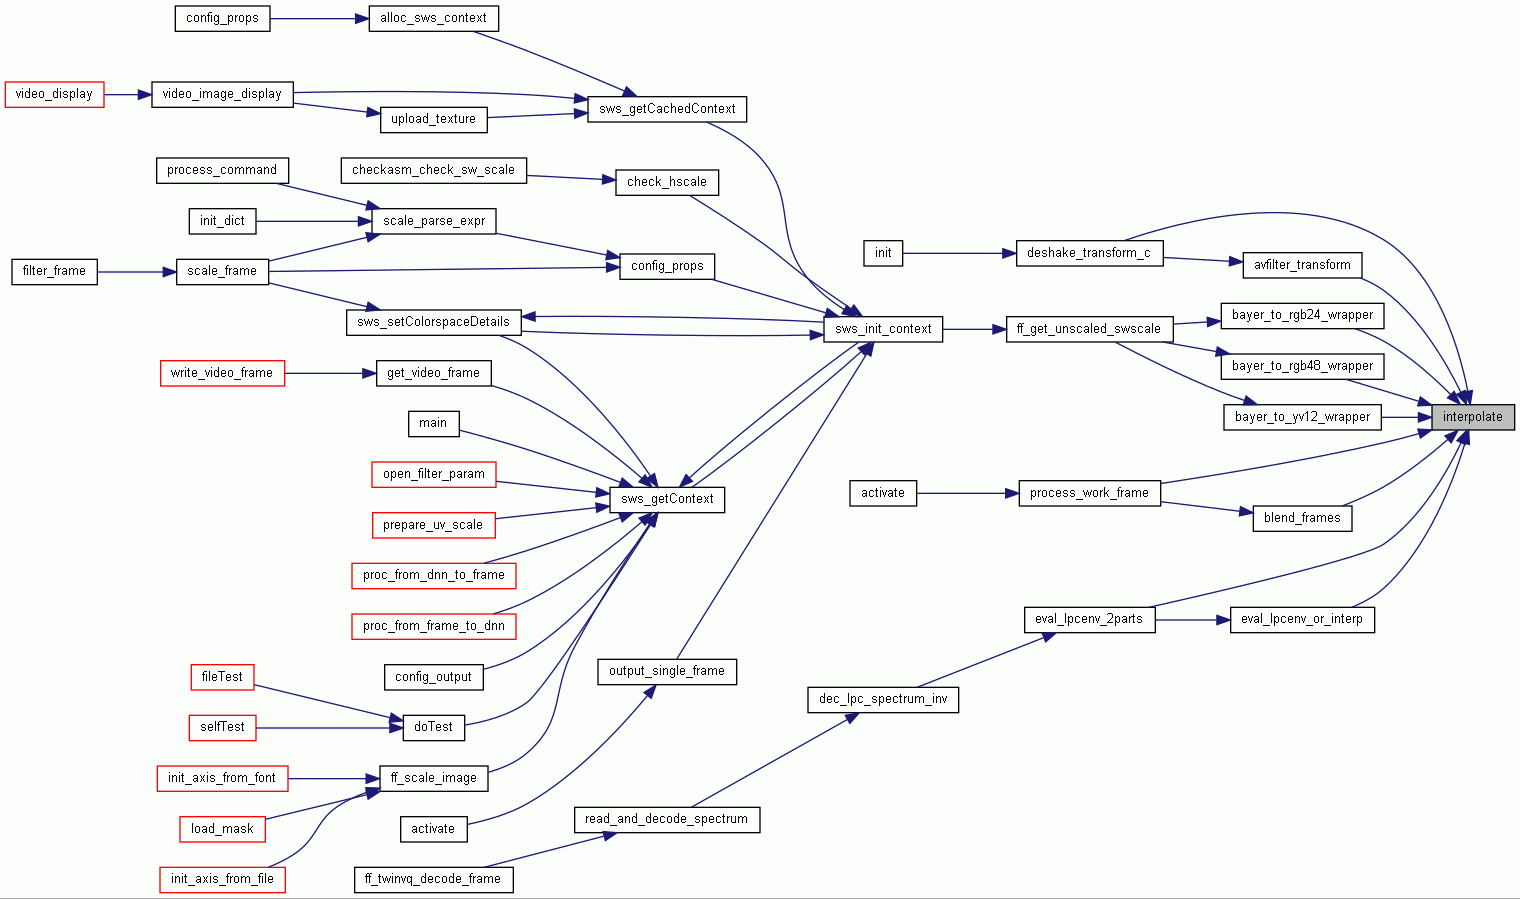 config_props
alloc_sws_context
video_display
video_image_display
sws_getCachedContext
upload_texture
process_command
checkasm_check_sw_scale
check_hscale
init_dict
scale_parse_expr
init
deshake_transform_c
filter_frame
scale_frame
config_props
avfilter_transform
sws_setColorspaceDetails
sws_init_context
ff_get_unscaled_swscale
bayer_to_rgb24_wrapper
write_video_frame
get_video_frame
bayer_to_rgb48_wrapper
main
bayer_to_yv12_wrapper
interpolate
open_filter_param
sws_getContext
activate
process_work_frame
prepare_uv_scale
blend_frames
proc_from_dnn_to_frame
proc_from_frame_to_dnn
eval_lpcenv_2parts
eval_lpcenv_or_interp
fileTest
config_output
output_single_frame
selfTest
doTest
dec_lpc_spectrum_inv
init_axis_from_font
ff_scale_image
load_mask
activate
read_and_decode_spectrum
init_axis_from_file
ff_twinvq_decode_frame